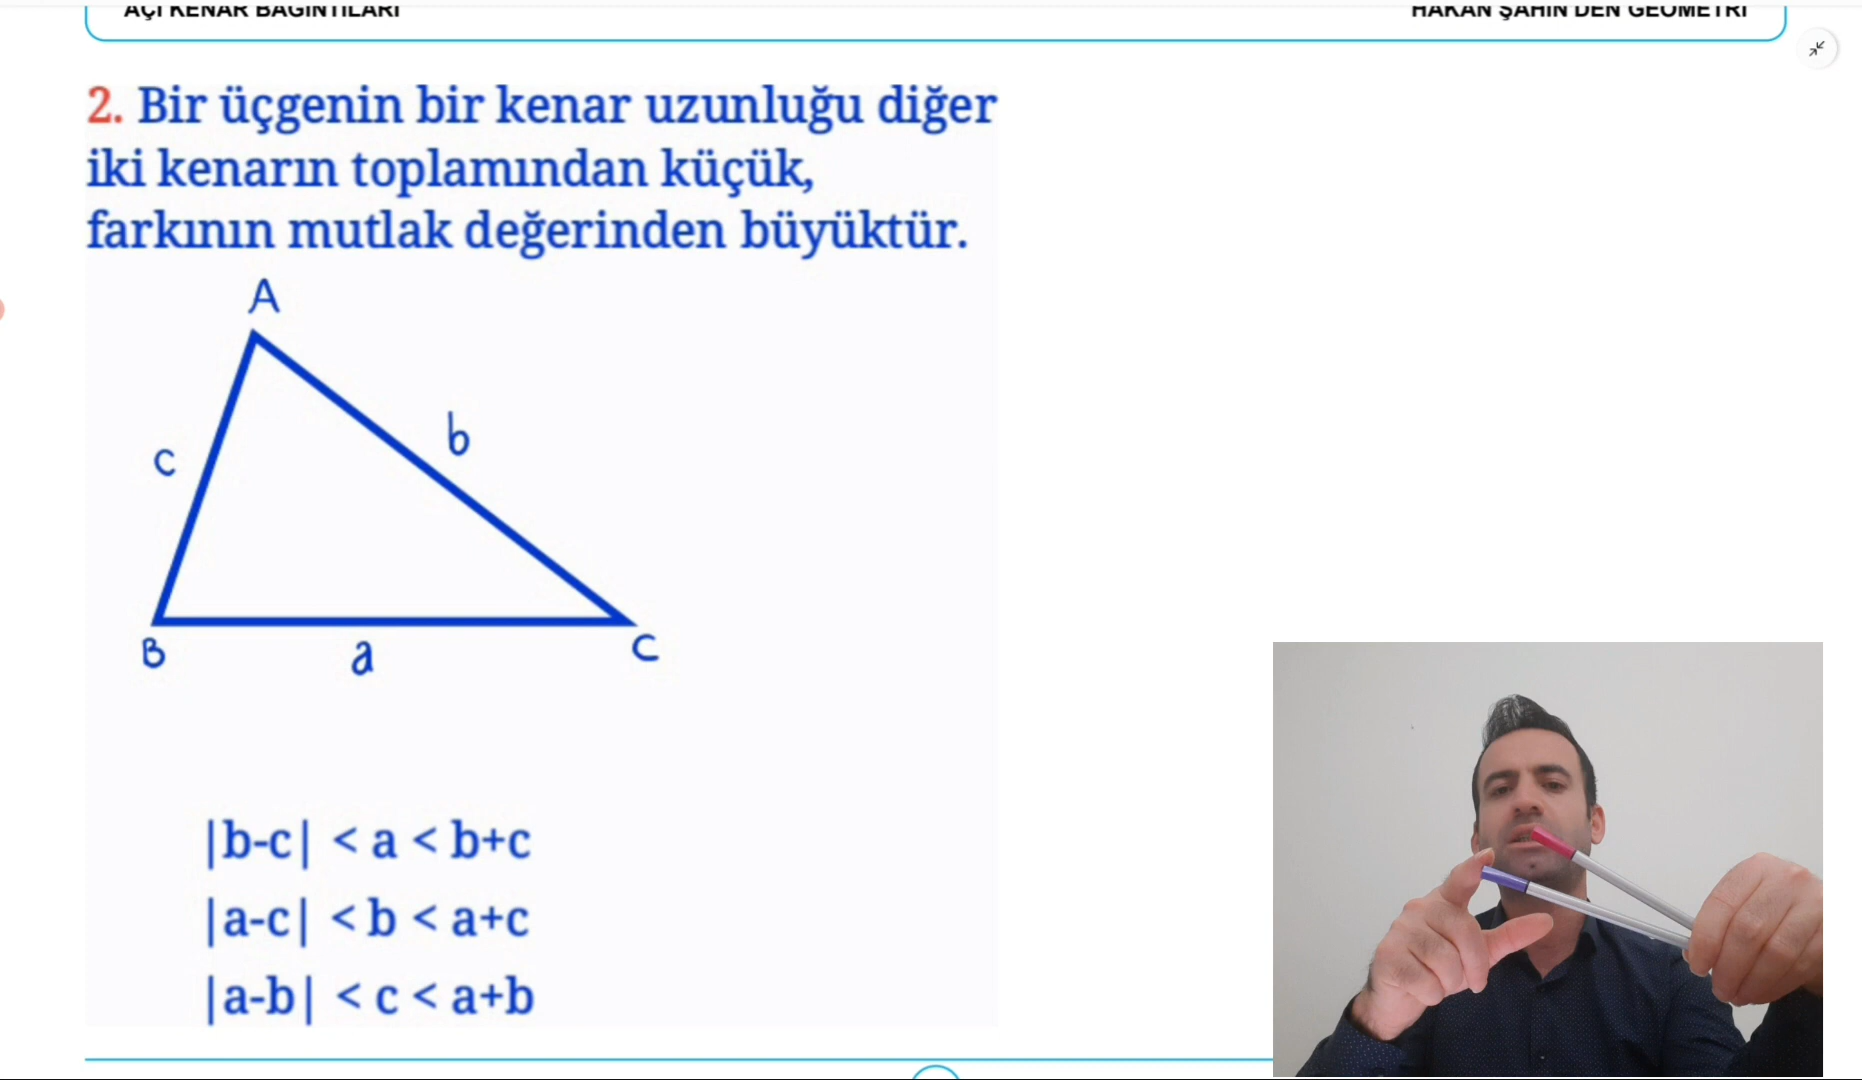 AÇI KENAR BAĞINTILARI
HAKAN ŞAHİN'DEN GEOMETRİ
2. Bir üçgenin bir kenar uzunluğu diğer
iki kenarın toplamından küçük,
farkının mutlak değerinden büyüktür.
A
c
b
B
a
C
|b-c| < a < b+c
|a-c| < b < a+c
|a-b| < c < a+b